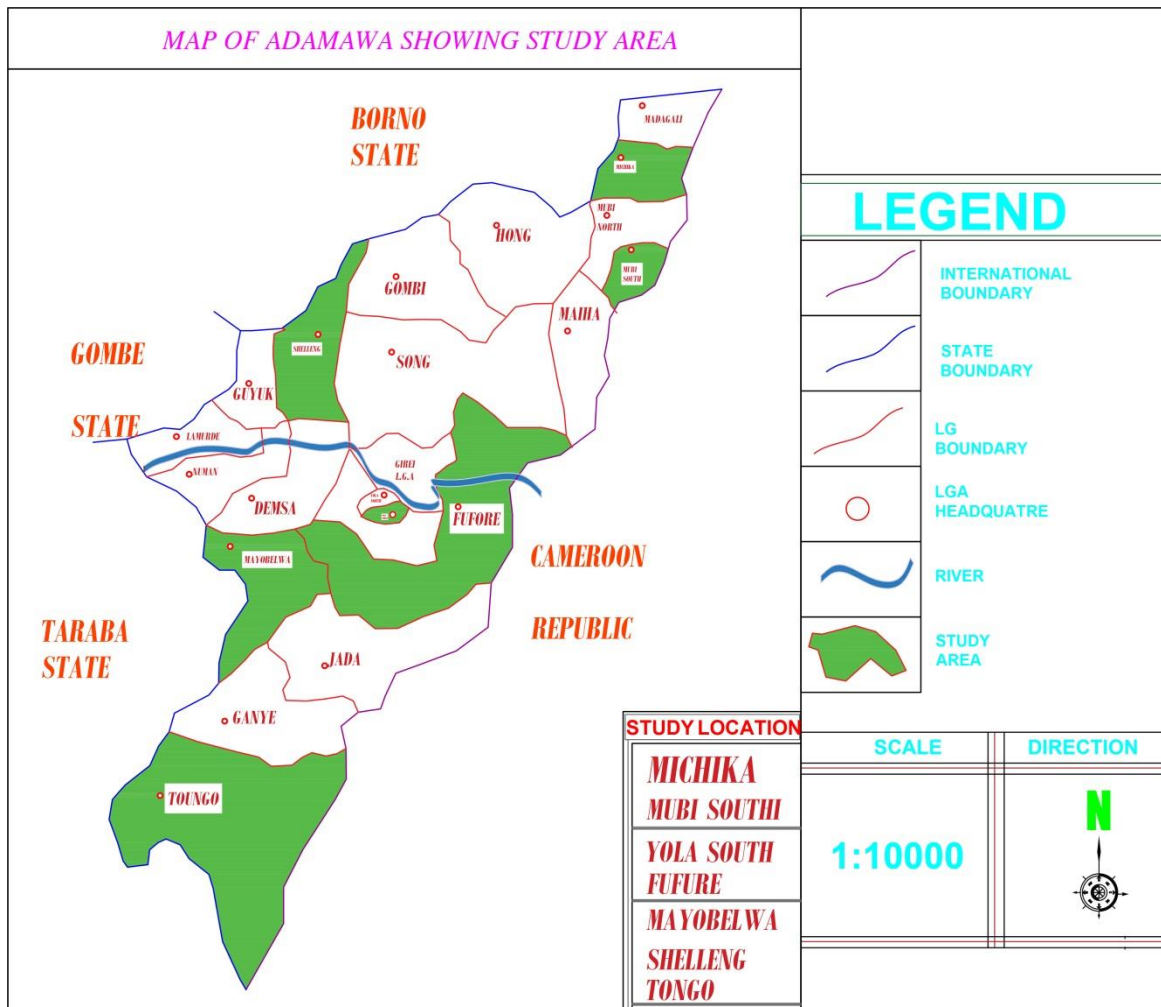 MAP OF ADAMAWA SHOWING STUDY AREA
BORNO
STATE
MADAGALI
MICHIKA
MUBI
NORTH
HONG
MUBI
SOUTH
GOMBI
MAIHA
SHELLENG
SONG
GOMBE
STATE
GUYUK
LAMURDE
NUMAN
GIREI
L.G.A
DEMSA
FUFORE
MAYOBELWA
CAMEROON
REPUBLIC
TARABA
STATE
JADA
GANYE
TOUNGO
STUDY LOCATION
MICHIKA
MUBI SOUTHI
YOLA SOUTH
FUFURE
MAYOBELWA
SHELLENG
TONGO
LEGEND
INTERNATIONAL
BOUNDARY
STATE
BOUNDARY
LG
BOUNDARY
LGA
HEADQUATRE
RIVER
STUDY
AREA
SCALE
DIRECTION
1:10000
N